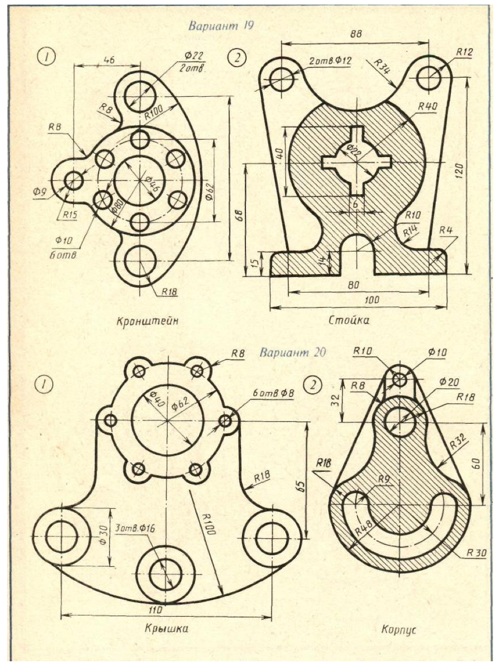 Вариант 19
1
46
Ф22
2отв.
R8
R100
R8
Ф9
R15
Ф46
Ф80
Ф62
Ф10
6отв
R18
Кронштейн
2
88
2отв.Ф12
R34
R12
R40
Ф28
40
6
68
120
R10
R14
R4
15
14
80
100
Стойка
Вариант 20
1
R8
Ф40
Ф62
6отв Ф8
R18
65
Ф30
3отв.Ф16
R100
110
Крышка
2
R10
Ф10
R8
Ф20
R18
32
60
R32
R18
R9
R48
R30
Корпус